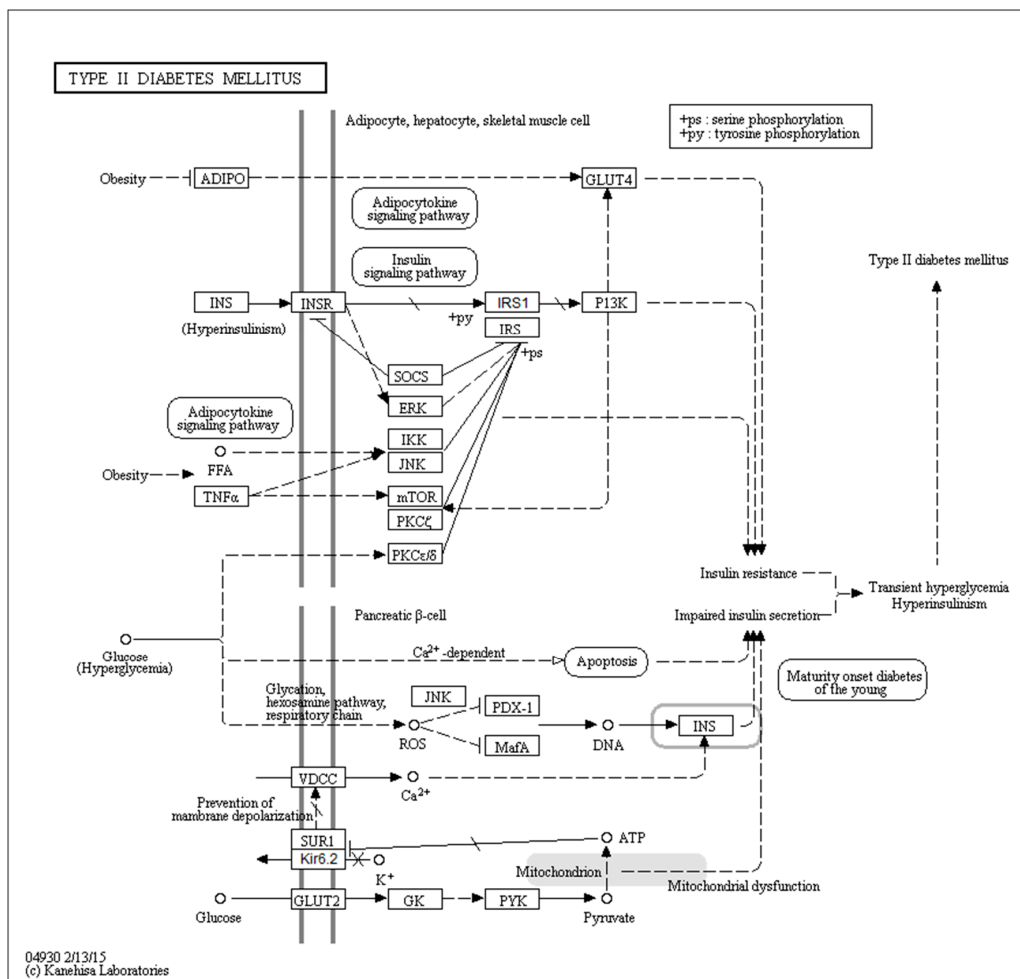 TYPE II DIABETES MELLITUS
Adipocyte, hepatocyte, skeletal muscle cell
+ps : serine phosphorylation
+py : tyrosine phosphorylation
Obesity
ADIPO
GLUT4
Adipocytokine
signaling pathway
Insulin
signaling pathway
Type II diabetes mellitus
INS
INSR
IRS1
P13K
(Hyperinsulinism)
+py
IRS
+ps
SOCS
ERK
Adipocytokine
signaling pathway
IKK
JNK
FFA
Obesity
TNFα
mTOR
PKCζ
PKCε/δ
Insulin resistance
Transient hyperglycemia
Hyperinsulinism
Impaired insulin secretion
Pancreatic β-cell
Glucose
(Hyperglycemia)
Ca2+ -dependent
Apoptosis
Maturity onset diabetes
of the young
Glycation,
hexosamine pathway,
respiratory chain
JNK
PDX-1
ROS
MafA
DNA
INS
VDCC
Ca2+
Prevention of
mambrane depolarization
SUR1
Kir6.2
K+
ATP
Mitochondrion
Mitochondrial dysfunction
Glucose
GLUT2
GK
PYK
Pyruvate
04930 2/13/15
(c) Kanehisa Laboratories